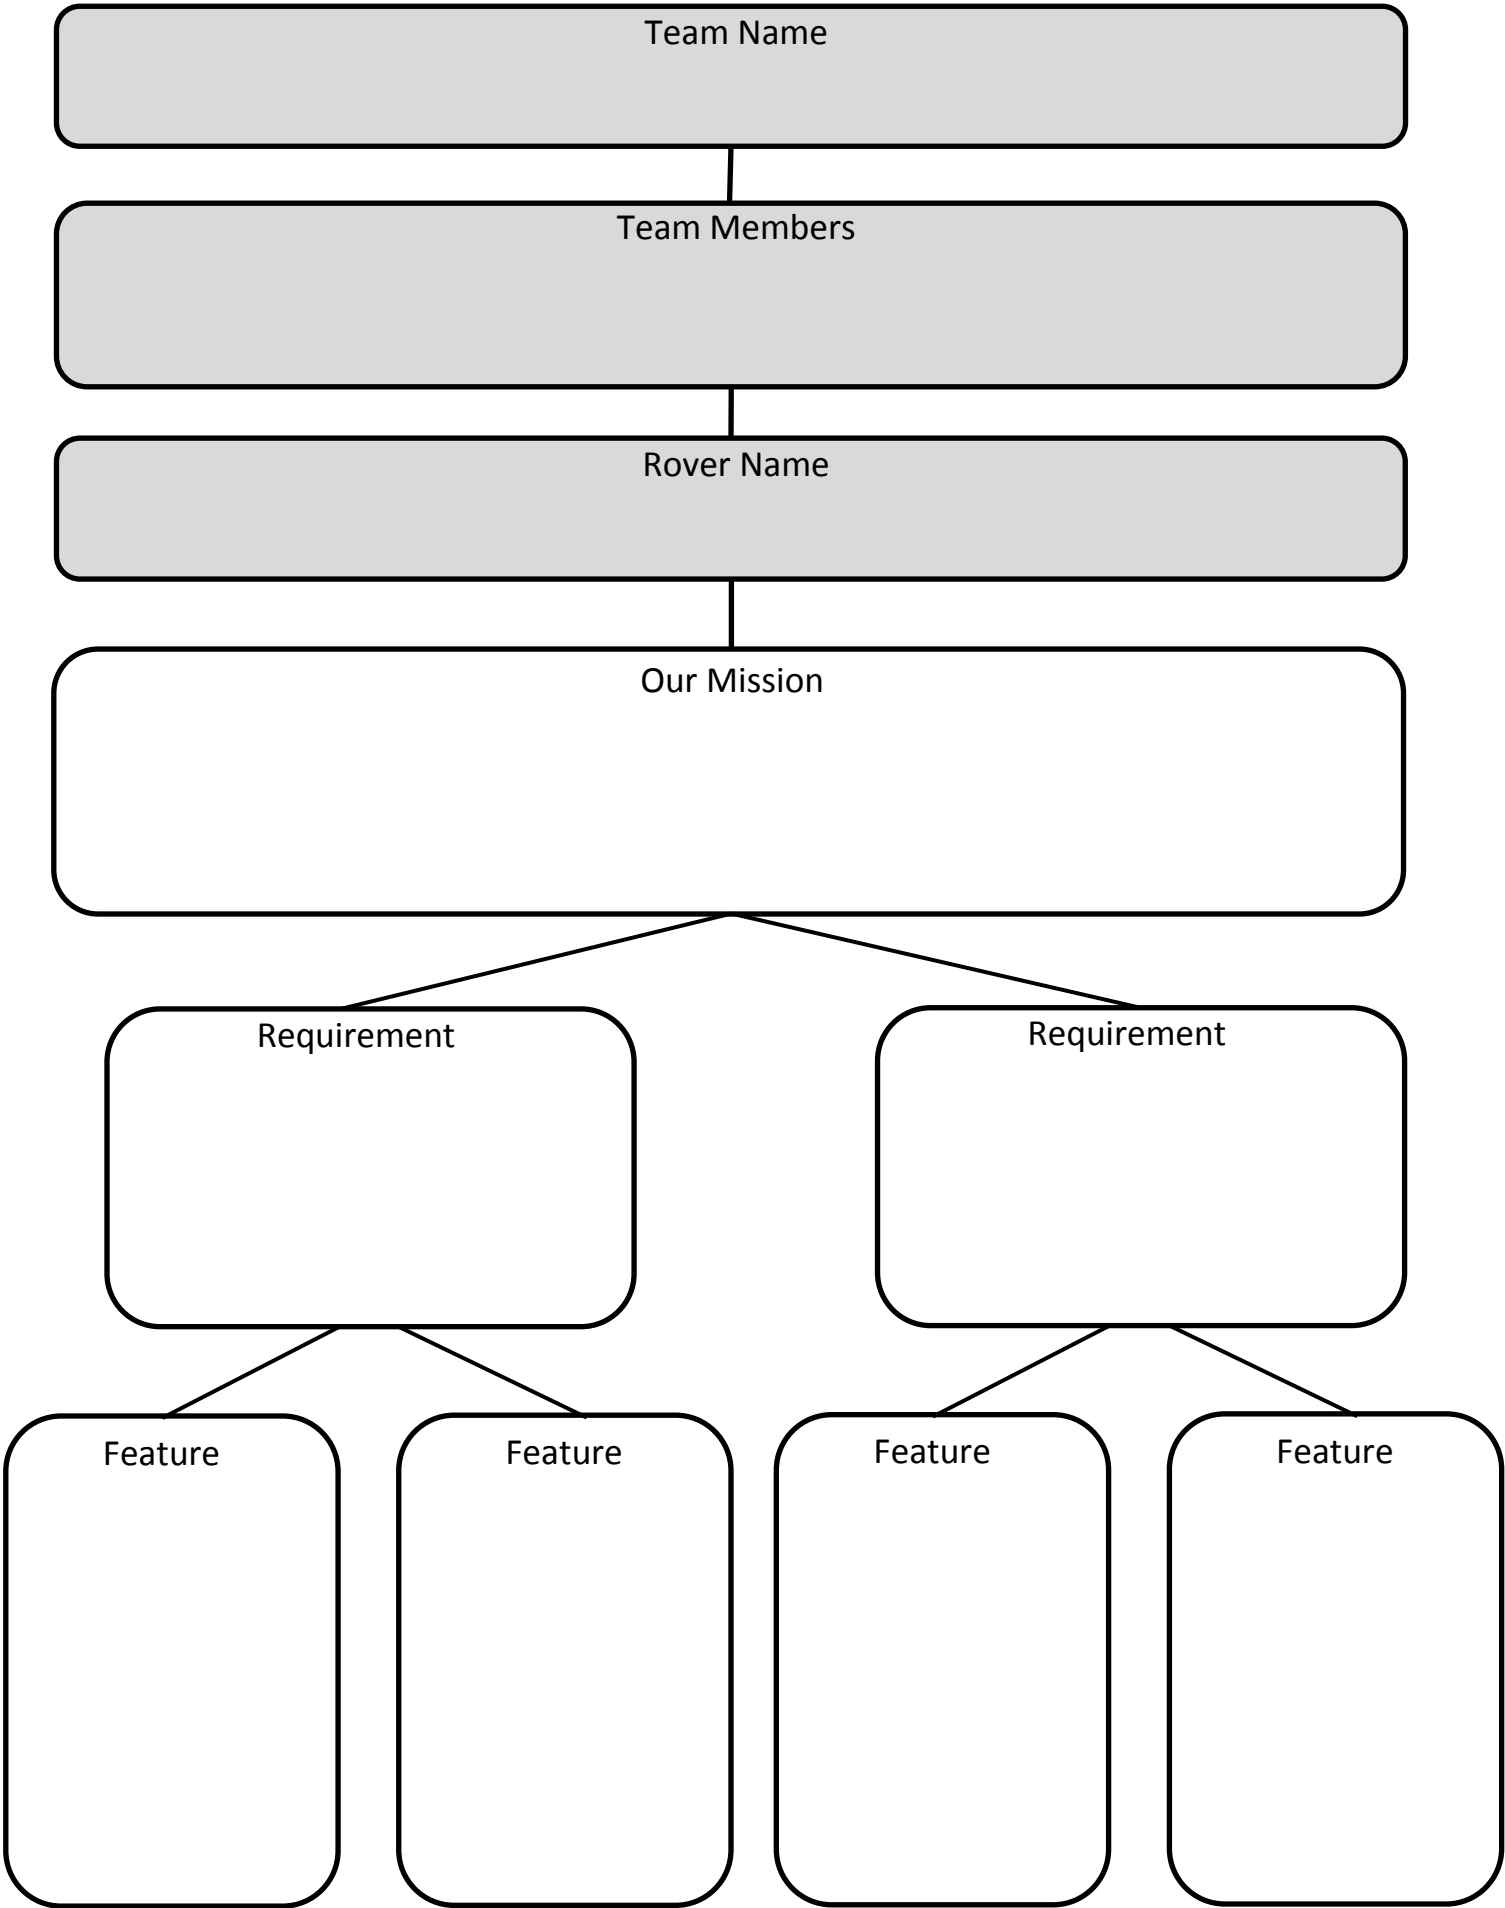 Team Name
Team Members
Rover Name
Our Mission
Requirement
Requirement
Feature
Feature
Feature
Feature